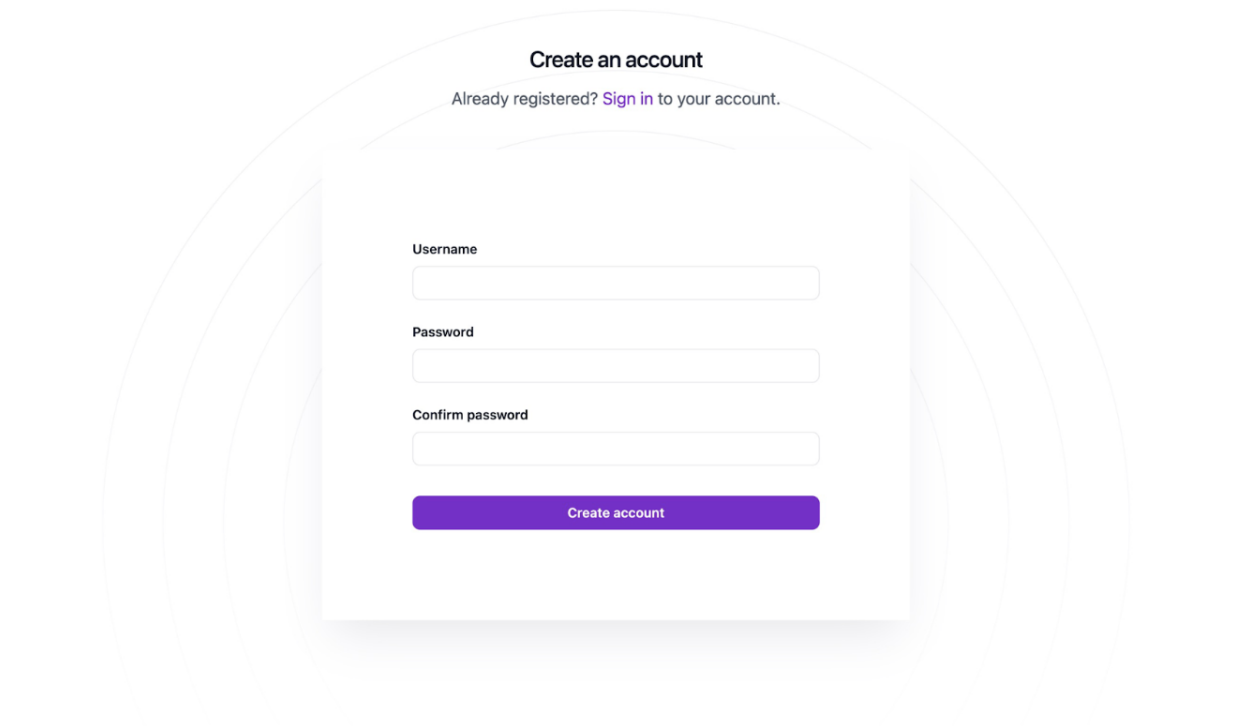 Create an account
Already registered? Sign in to your account.
Username
Password
Confirm password
Create account